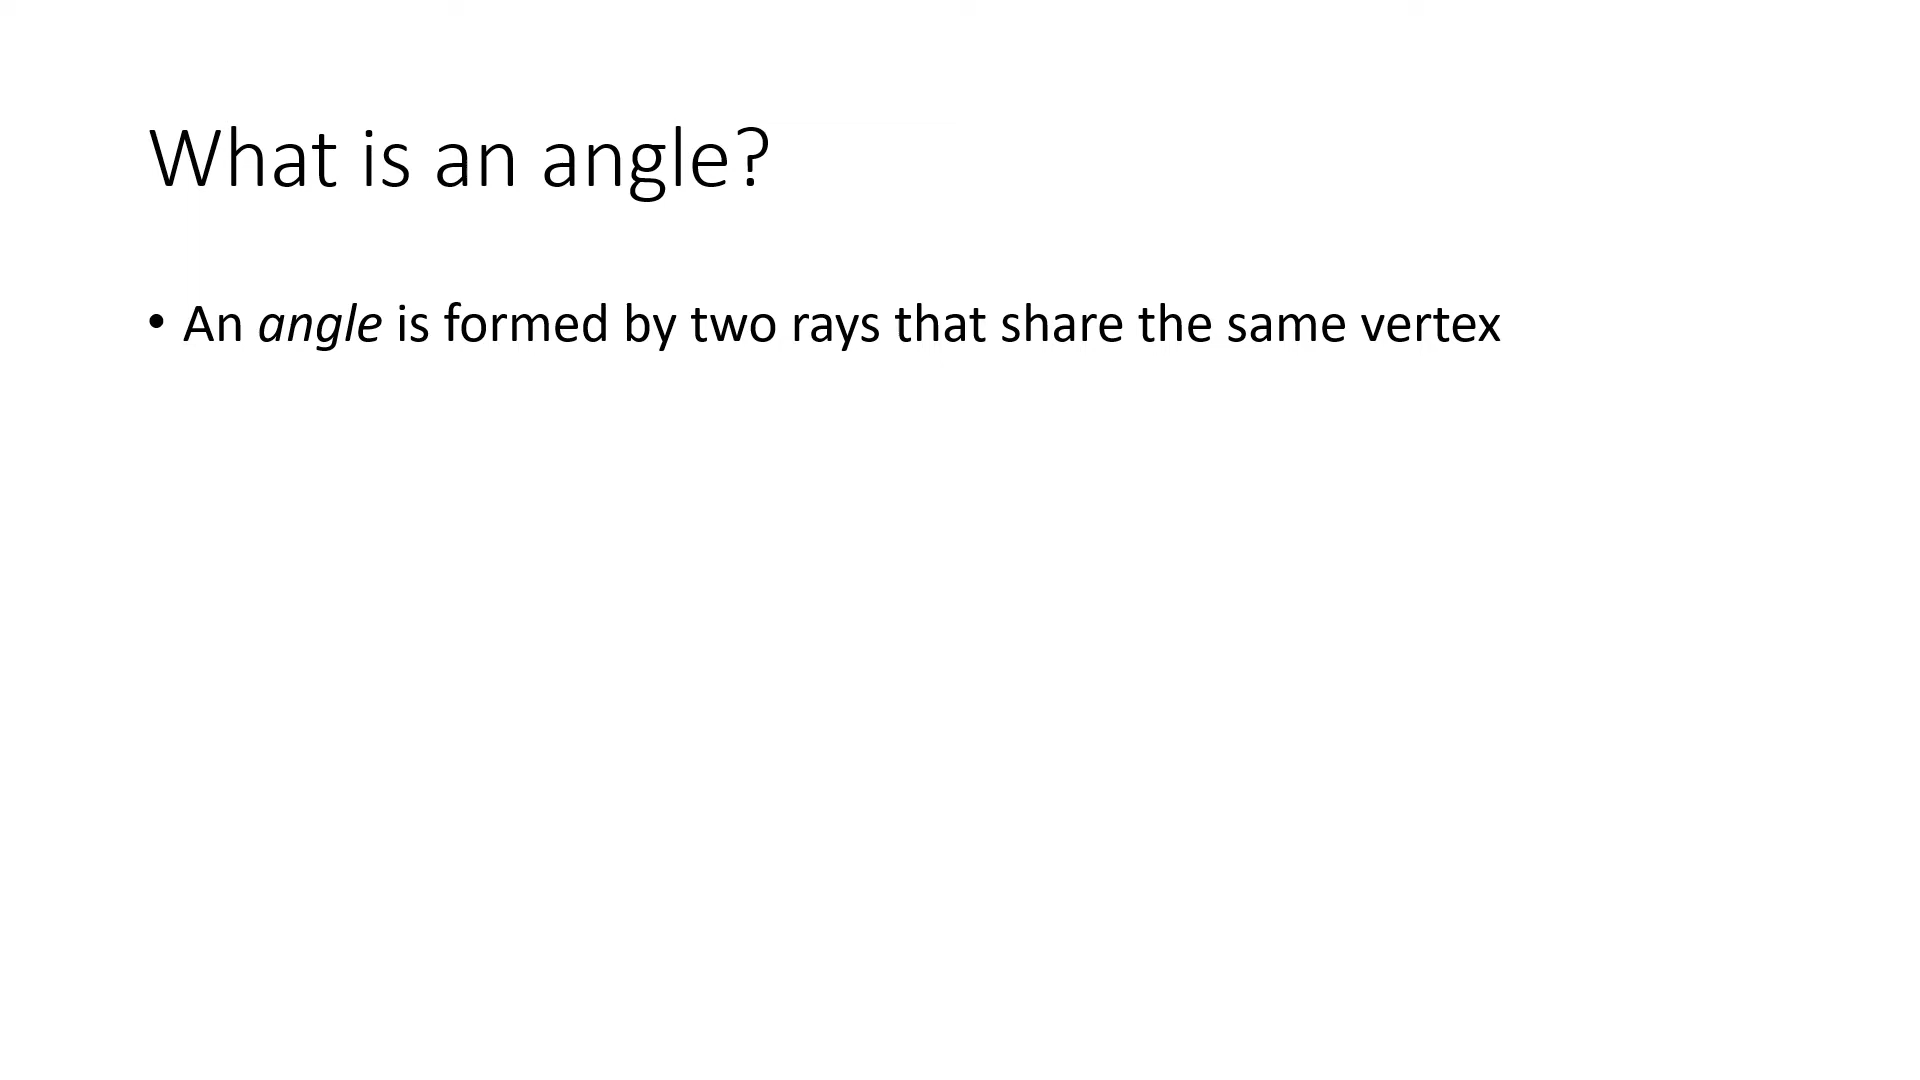 What is an angle?
• An angle is formed by two rays that share the same vertex